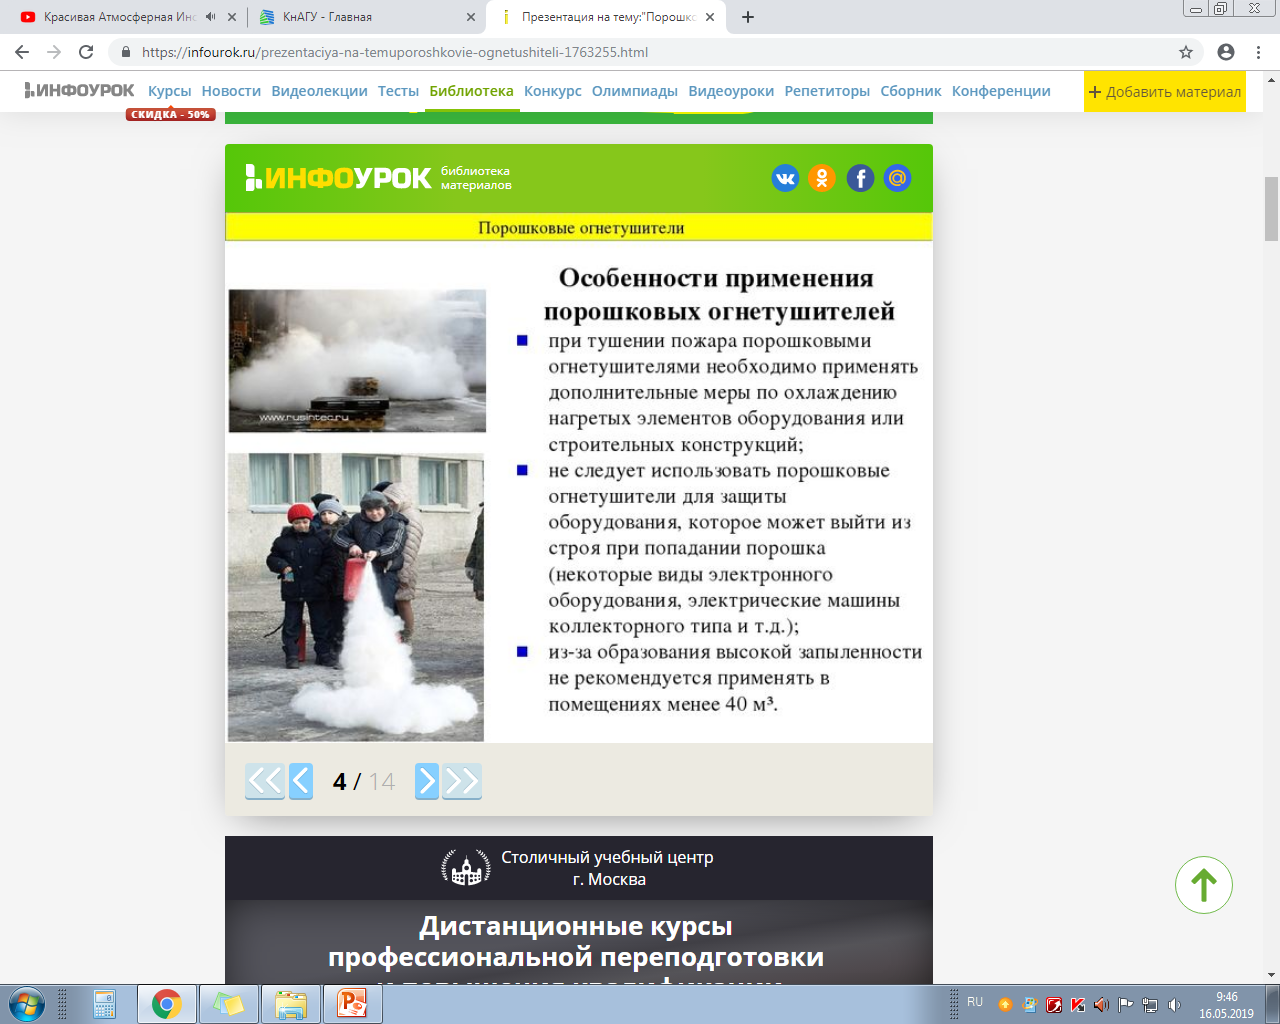 Красивая Атмосферная Инс
КнАГУ - Главная
Презентация на тему:"Порошко
https://infourok.ru/prezentaciya-na-temuporoshkovie-ognetushiteli-1763255.html
ИНФОУРОК
Курсы Новости Видеолекции Тесты Библиотека Конкурс Олимпиады Видеоуроки Репетиторы Сборник Конференции
+ Добавить материал
СКИДКА - 50%
ИНФОУРОК
библиотека
материалов
Порошковые огнетушители
Особенности применения
порошковых огнетушителей
при тушении пожара порошковыми
огнетушителями необходимо применять
дополнительные меры по охлаждению
нагретых элементов оборудования или
строительных конструкций;
не следует использовать порошковые
огнетушители для защиты
оборудования, которое может выйти из
строя при попадании порошка
(некоторые виды электронного
оборудования, электрические машины
коллекторного типа и т.д.);
из-за образования высокой запыленности
не рекомендуется применять в
помещениях менее 40 м³.
www.rusintec.ru
4 / 14
Столичный учебный центр
г. Москва
Дистанционные курсы
профессиональной переподготовки
RU
9:46
16.05.2019